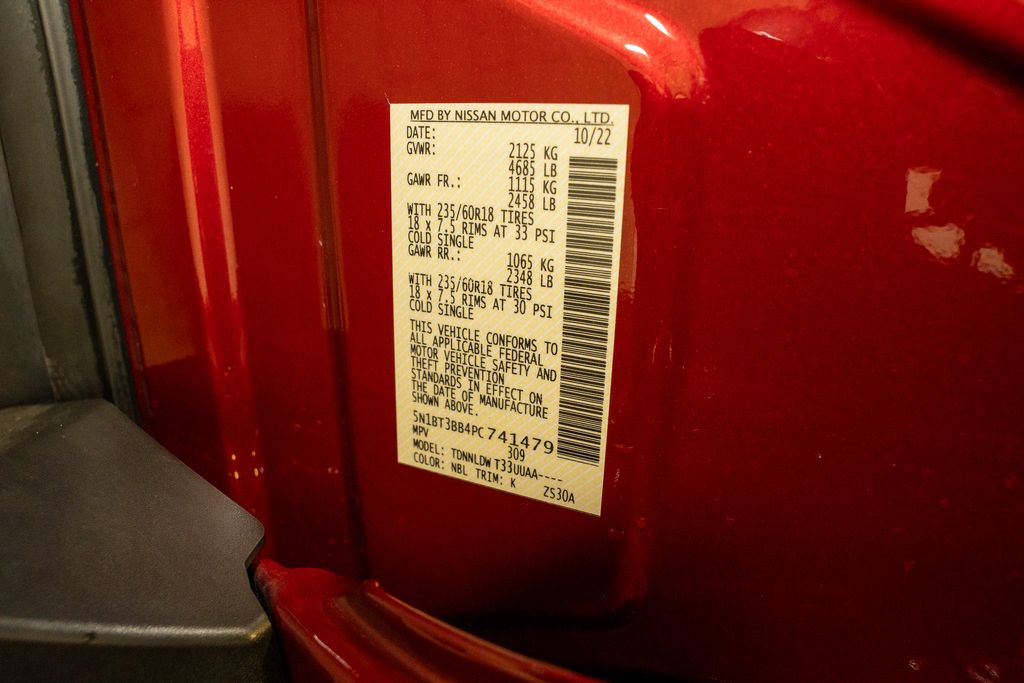 MFD BY NISSAN MOTOR CO., LTD.
DATE: 10/22
GVWR: 2125 KG
4685 LB
GAWR FR.: 1115 KG
2458 LB
WITH 235/60R18 TIRES
18 x 7.5 RIMS AT 33 PSI
COLD SINGLE
GAWR RR.: 1065 KG
2348 LB
WITH 235/60R18 TIRES
18 x 7.5 RIMS AT 30 PSI
COLD SINGLE
THIS VEHICLE CONFORMS TO
ALL APPLICABLE FEDERAL
MOTOR VEHICLE SAFETY AND
THEFT PREVENTION
STANDARDS IN EFFECT ON
THE DATE OF MANUFACTURE
SHOWN ABOVE.
5N1BT3BB4PC741479
MPV 309
MODEL: TDNNLDW T33UUAA----
COLOR: NBL TRIM: K ZS30A